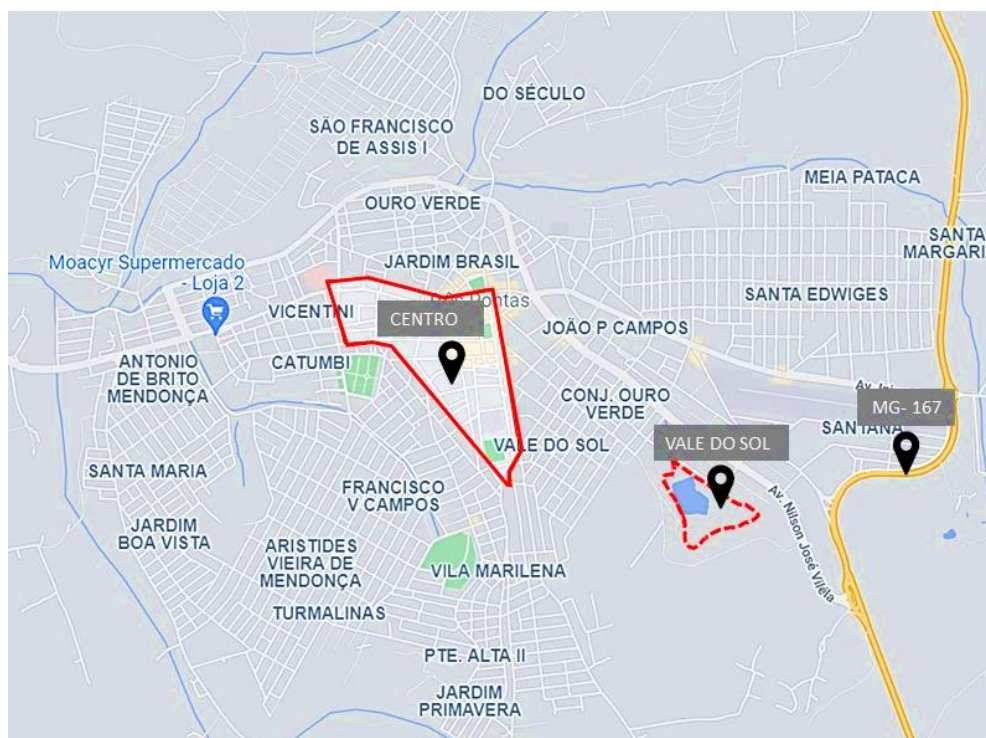 DO SÉCULO
SÃO FRANCISCO
DE ASSIS I
MEIA PATACA
OURO VERDE
SANTA
MARGARI
Moacyr Supermercado
- Loja 2
JARDIM BRASIL
SANTA EDWIGES
VICENTINI
CENTRO
JOÃO P CAMPOS
ANTONIO
DE BRITO
MENDONÇA
CATUMBI
CONJ. OURO
VERDE
MG- 167
SANTANA
VALE DO SOL
VALE DO SOL
SANTA MARIA
FRANCISCO
V CAMPOS
Av. Nilson José Vilela
JARDIM
BOA VISTA
ARISTIDES
VIEIRA DE
MENDONÇA
VILA MARILENA
TURMALINAS
PTE. ALTA II
JARDIM
PRIMAVERA